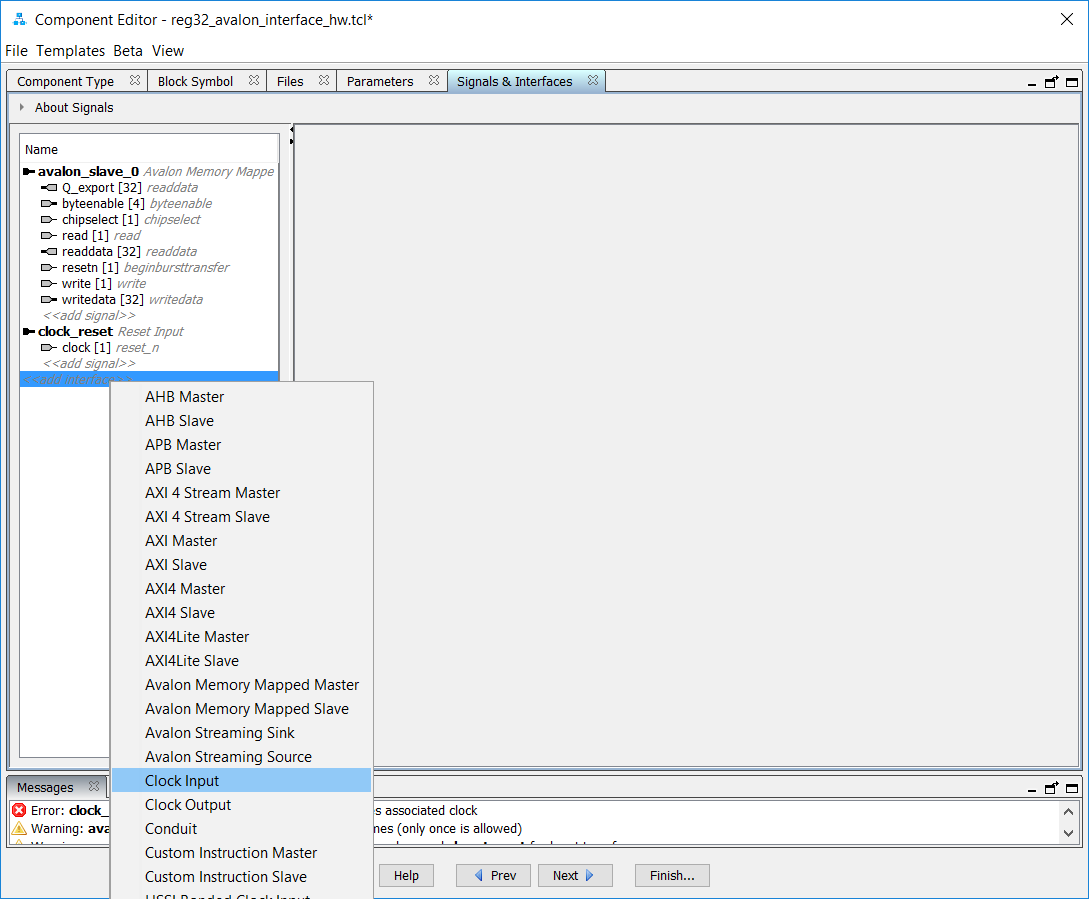 Component Editor - reg32_avalon_interface_hw.tcl*
File Templates Beta View
Component Type Block Symbol Files Parameters Signals & Interfaces
About Signals
Name
avalon_slave_0 Avalon Memory Mappe
Q_export [32] readdata
byteenable [4] byteenable
chipselect [1] chipselect
read [1] read
readdata [32] readdata
resetn [1] beginbursttransfer
write [1] write
writedata [32] writedata
<<add signal>>
clock_reset Reset Input
clock [1] reset_n
<<add signal>>
<<add interface>>
AHB Master
AHB Slave
APB Master
APB Slave
AXI 4 Stream Master
AXI 4 Stream Slave
AXI Master
AXI Slave
AXI4 Master
AXI4 Slave
AXI4Lite Master
AXI4Lite Slave
Avalon Memory Mapped Master
Avalon Memory Mapped Slave
Avalon Streaming Sink
Avalon Streaming Source
Clock Input
Clock Output
Conduit
Custom Instruction Master
Custom Instruction Slave
Messages
Error: clock_ s associated clock
Warning: ava mes (only once is allowed)
Help Prev Next Finish...